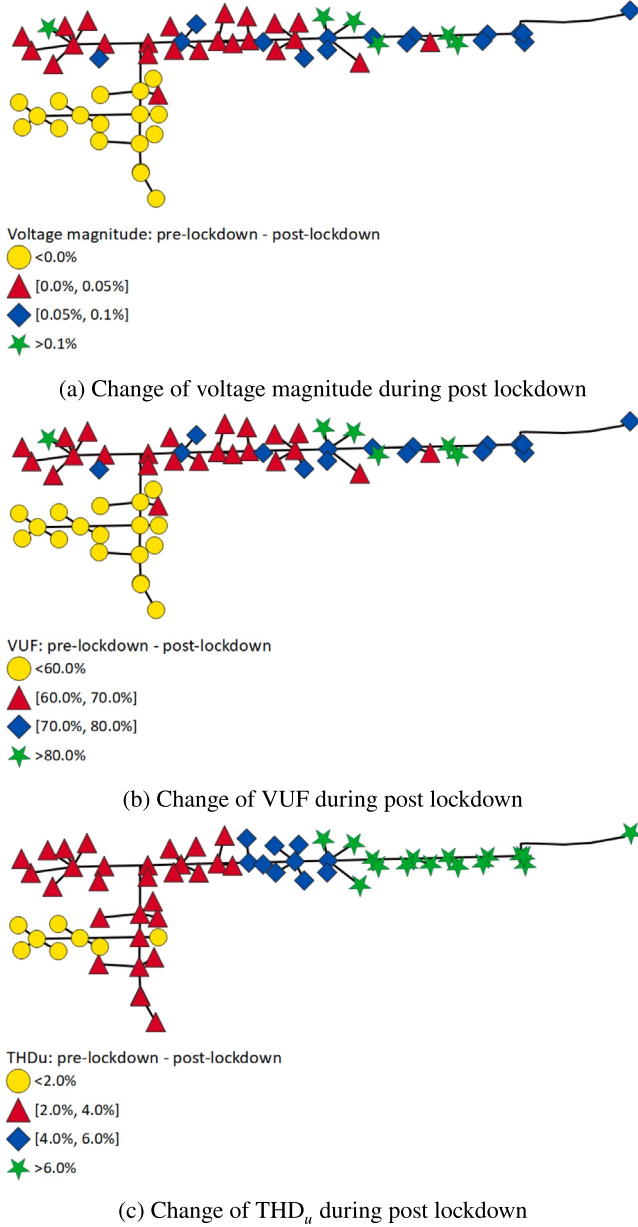 Voltage magnitude: pre-lockdown - post-lockdown
<0.0%
[0.0%, 0.05%]
[0.05%, 0.1%]
>0.1%
(a) Change of voltage magnitude during post lockdown
VUF: pre-lockdown - post-lockdown
<60.0%
[60.0%, 70.0%]
[70.0%, 80.0%]
>80.0%
(b) Change of VUF during post lockdown
THDu: pre-lockdown - post-lockdown
<2.0%
[2.0%, 4.0%]
[4.0%, 6.0%]
>6.0%
(c) Change of THDu during post lockdown